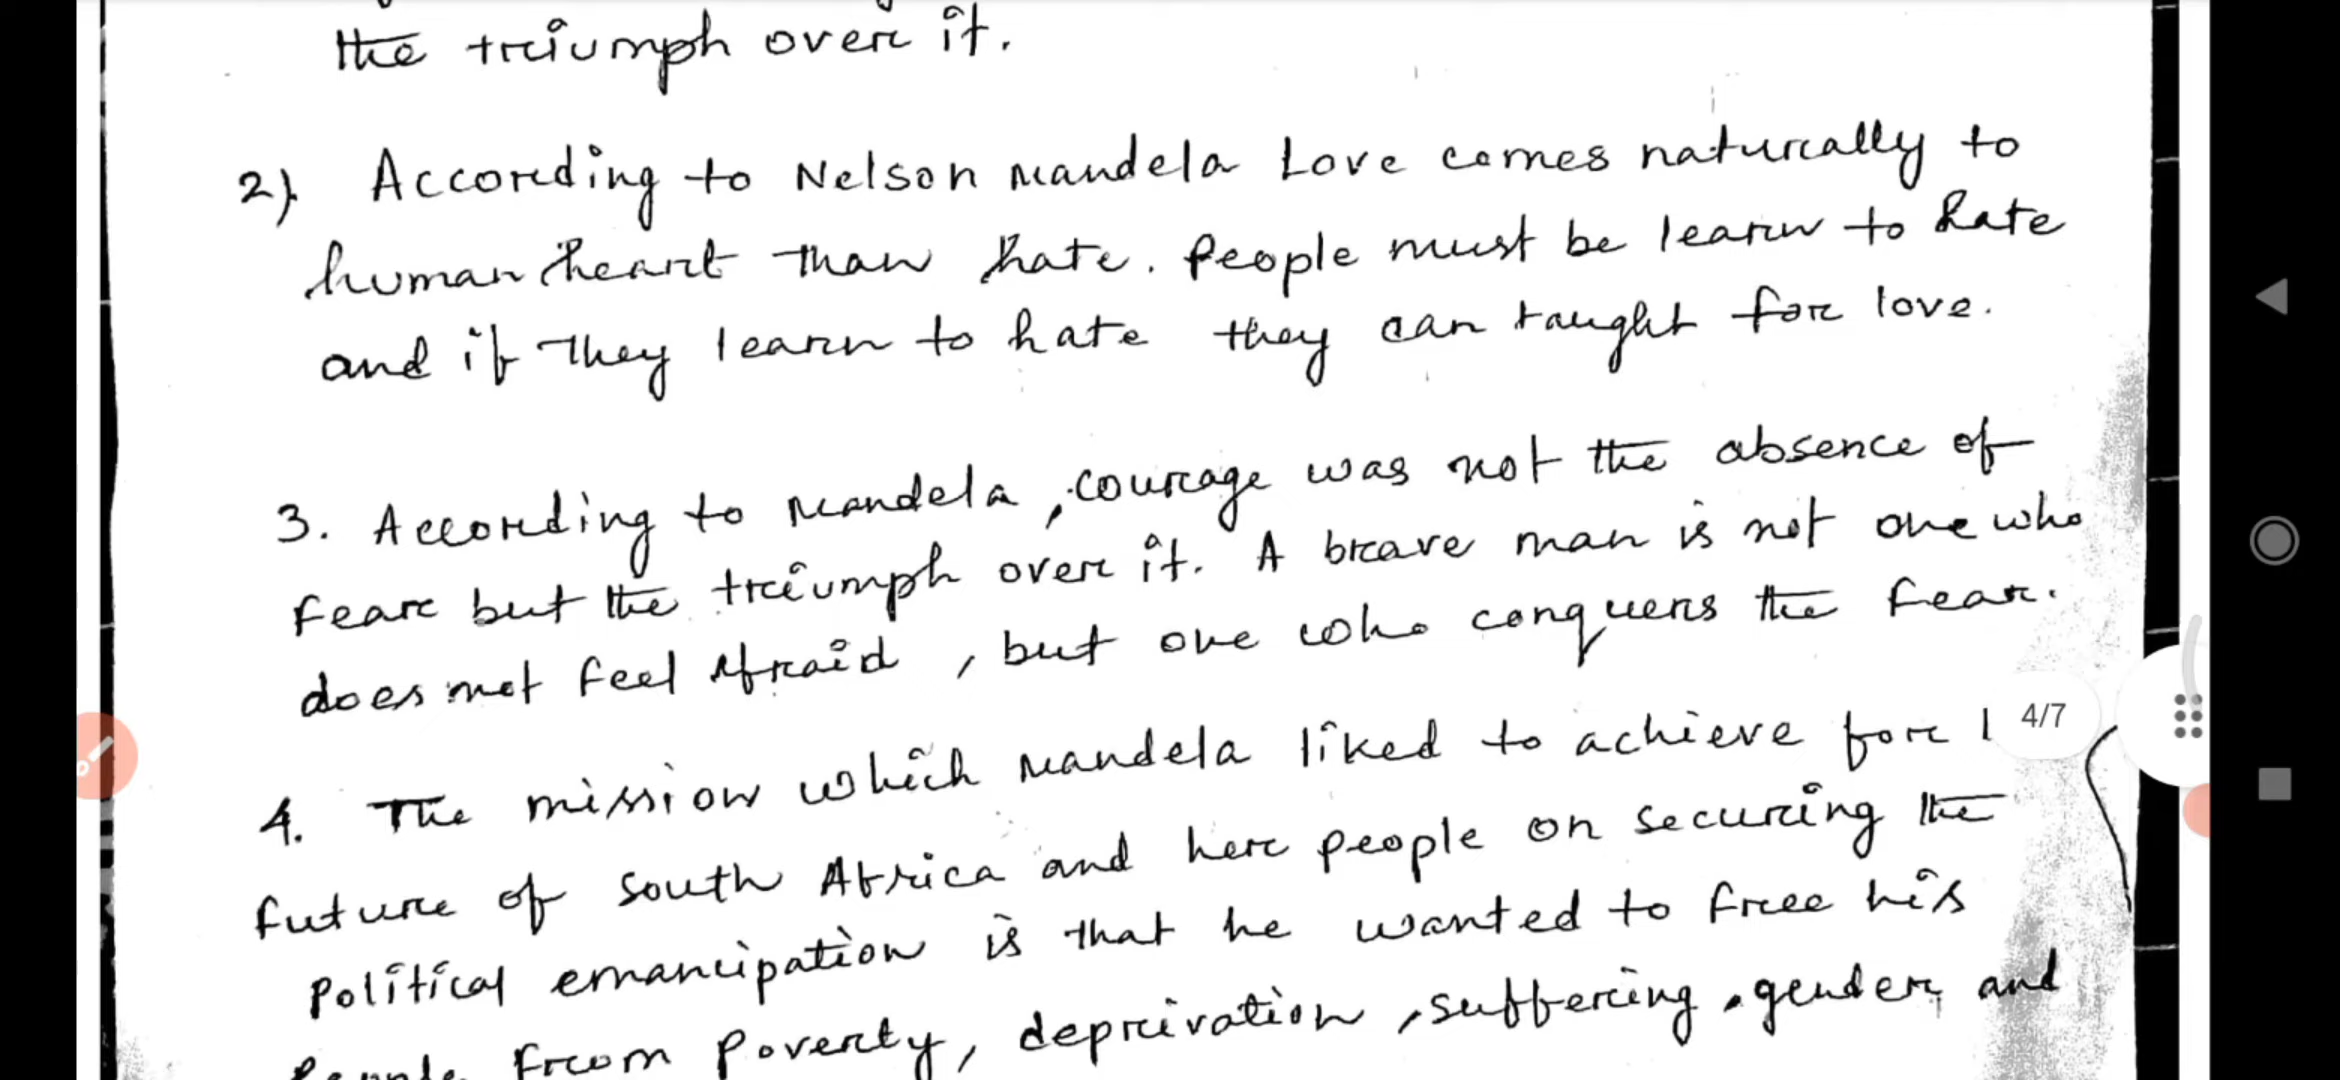 the triumph over it.
2). According to Nelson Mandela Love comes naturally to
human heart than hate. People must be learn to hate
and if they learn to hate they can taught for love.
3. According to Mandela, courage was not the absence of
fear but the triumph over it. A brave man is not one who
does not feel afraid, but one who conquers the fear.
4. The mission which Mandela liked to achieve for
4/7
future of south Africa and her people on securing the
political emancipation is that he wanted to free his
people from poverty, deprivation, suffering, gender, and